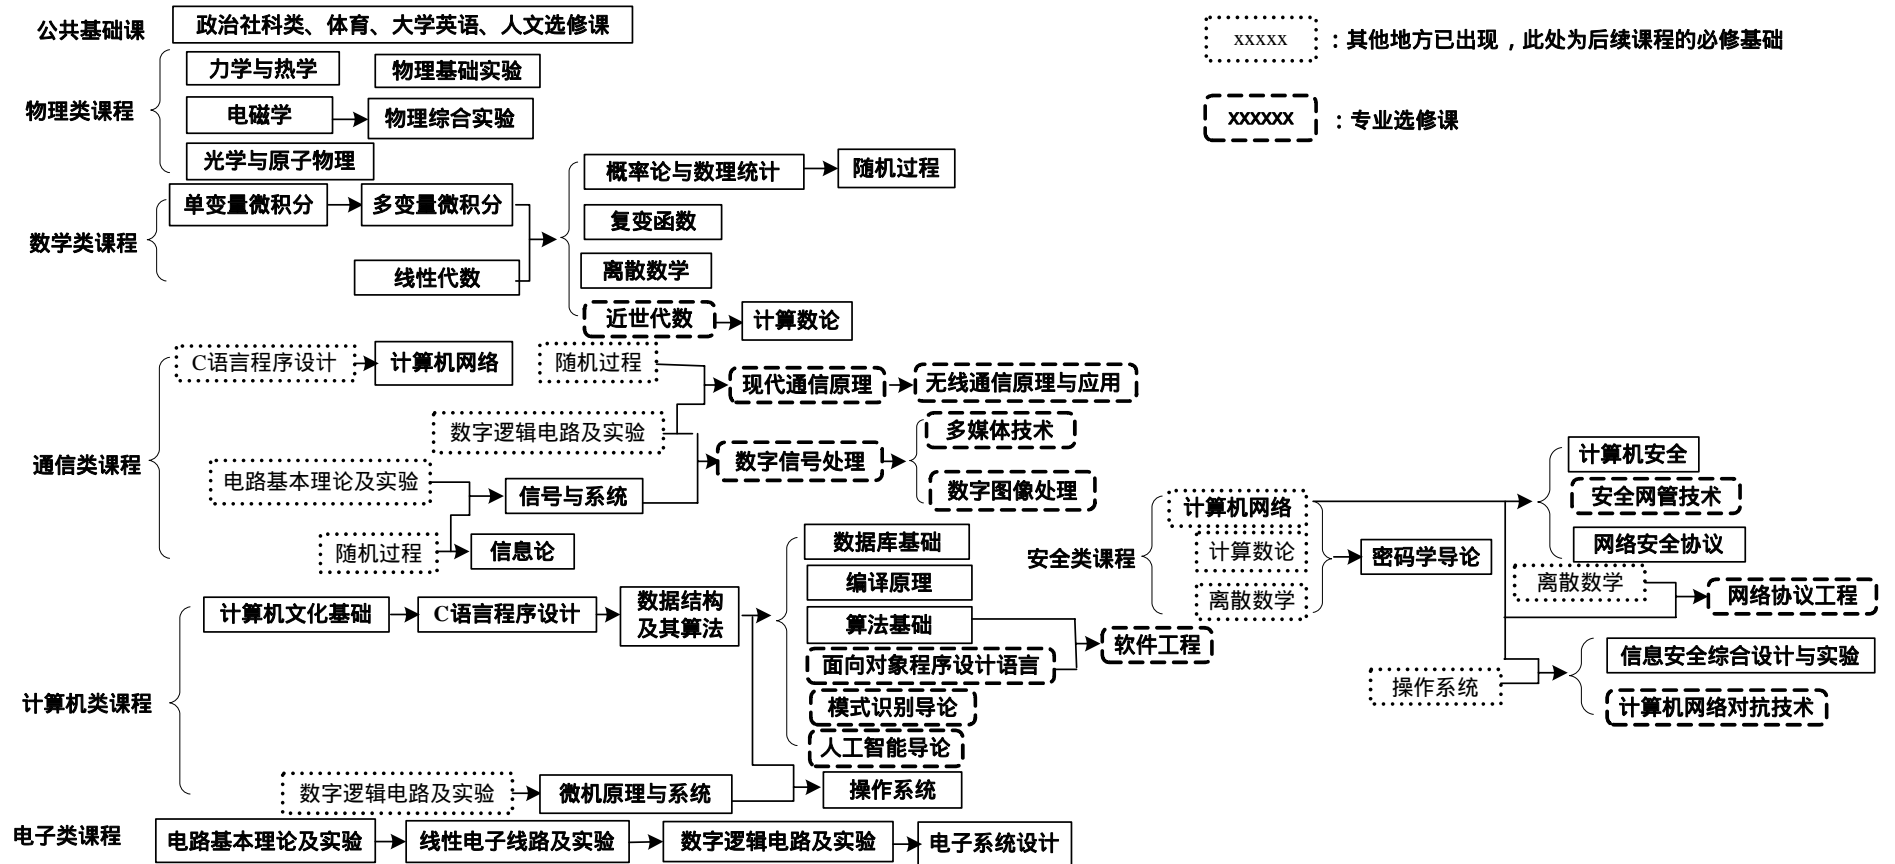 公共基础课
政治社科类、体育、大学英语、人文选修课
xxxxx
：其他地方已出现，此处为后续课程的必修基础
xxxxxx
：专业选修课
物理类课程
力学与热学
物理基础实验
电磁学
物理综合实验
光学与原子物理
数学类课程
单变量微积分
多变量微积分
线性代数
概率论与数理统计
随机过程
复变函数
离散数学
近世代数
计算数论
通信类课程
C语言程序设计
计算机网络
随机过程
现代通信原理
无线通信原理与应用
数字逻辑电路及实验
数字信号处理
多媒体技术
数字图像处理
电路基本理论及实验
信号与系统
随机过程
信息论
计算机类课程
计算机文化基础
C语言程序设计
数据结构
及其算法
数据库基础
编译原理
算法基础
面向对象程序设计语言
软件工程
模式识别导论
人工智能导论
数字逻辑电路及实验
微机原理与系统
操作系统
安全类课程
计算机网络
计算数论
离散数学
密码学导论
计算机安全
安全网管技术
网络安全协议
离散数学
网络协议工程
操作系统
信息安全综合设计与实验
计算机网络对抗技术
电子类课程
电路基本理论及实验
线性电子线路及实验
数字逻辑电路及实验
电子系统设计